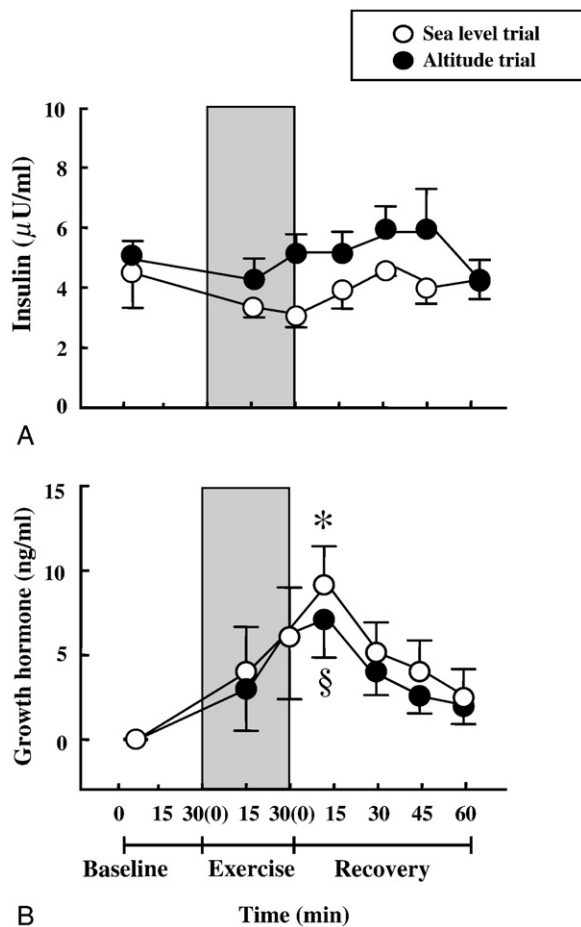 Sea level trial
Altitude trial
10
8
6
4
2
0
Insulin (μU/ml)
A
15
10
5
0
Growth hormone (ng/ml)
*
§
0 15 30(0) 15 30(0) 15 30 45 60
Baseline Exercise Recovery
B Time (min)